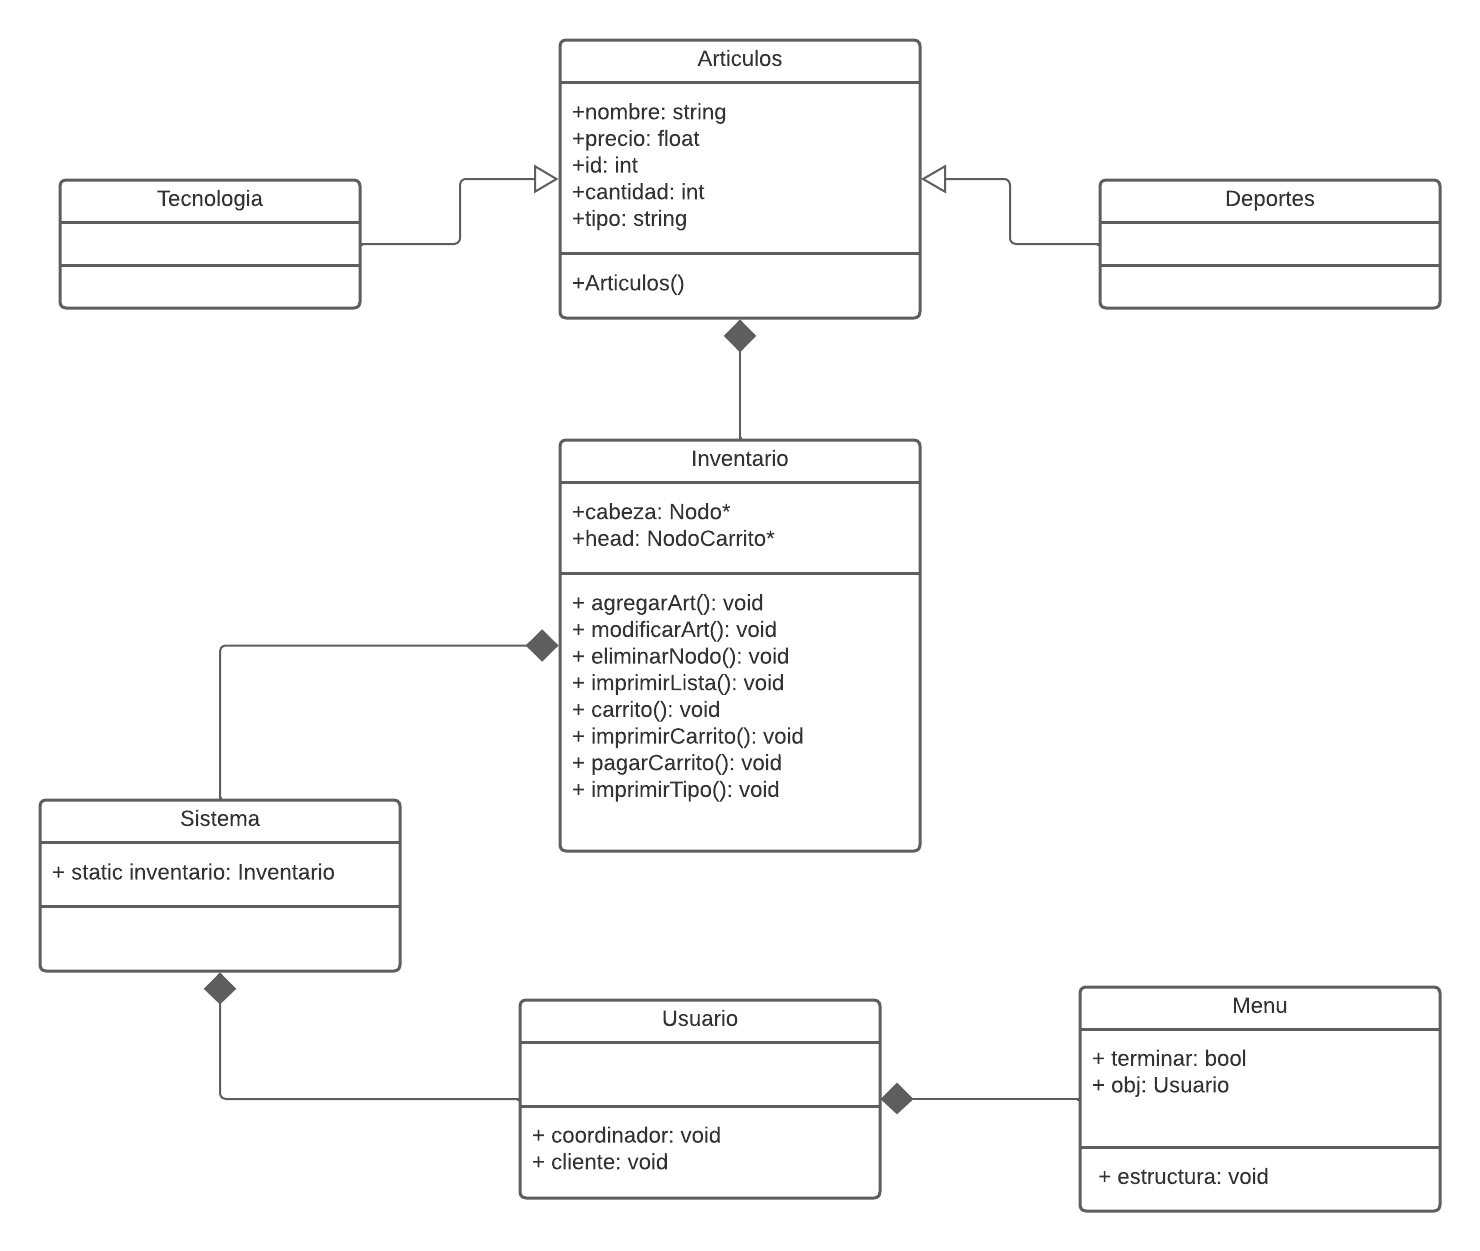 Articulos
+nombre: string
+precio: float
+id: int
+cantidad: int
+tipo: string
+Articulos()
Tecnologia
Deportes
Inventario
+cabeza: Nodo*
+head: NodoCarrito*
+ agregarArt(): void
+ modificarArt(): void
+ eliminarNodo(): void
+ imprimirLista(): void
+ carrito(): void
+ imprimirCarrito(): void
+ pagarCarrito(): void
+ imprimirTipo(): void
Sistema
+ static inventario: Inventario
Usuario
+ coordinador: void
+ cliente: void
Menu
+ terminar: bool
+ obj: Usuario
+ estructura: void